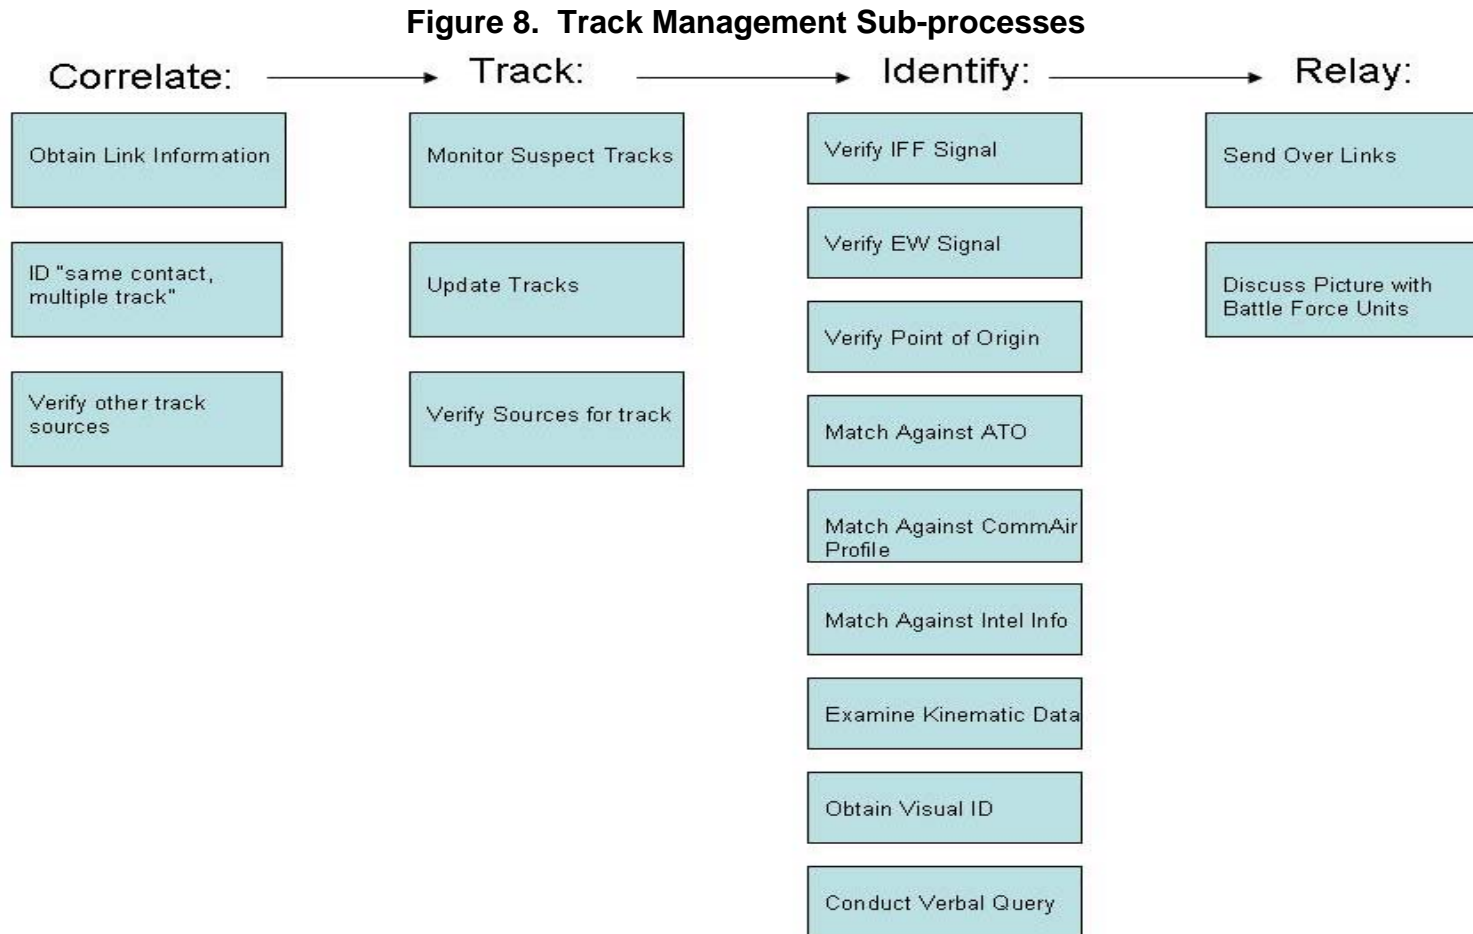 Figure 8.  Track Management Sub-processes
Correlate:
Track:
Identify:
Relay:
Obtain Link Information
ID "same contact,
multiple track"
Verify other track
sources
Monitor Suspect Tracks
Update Tracks
Verify Sources for track
Verify IFF Signal
Verify EW Signal
Verify Point of Origin
Match Against ATO
Match Against CommAir
Profile
Match Against Intel Info
Examine Kinematic Data
Obtain Visual ID
Conduct Verbal Query
Send Over Links
Discuss Picture with
Battle Force Units